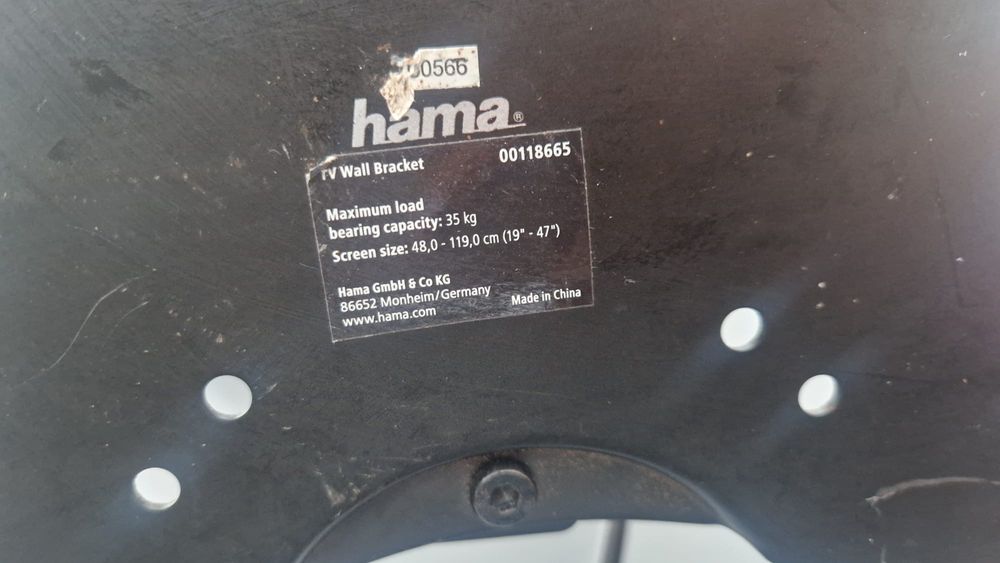 00566
hama®
TV Wall Bracket 00118665
Maximum load
bearing capacity: 35 kg
Screen size: 48,0 - 119,0 cm (19" - 47")
Hama GmbH & Co KG
86652 Monheim/Germany
www.hama.com Made in China